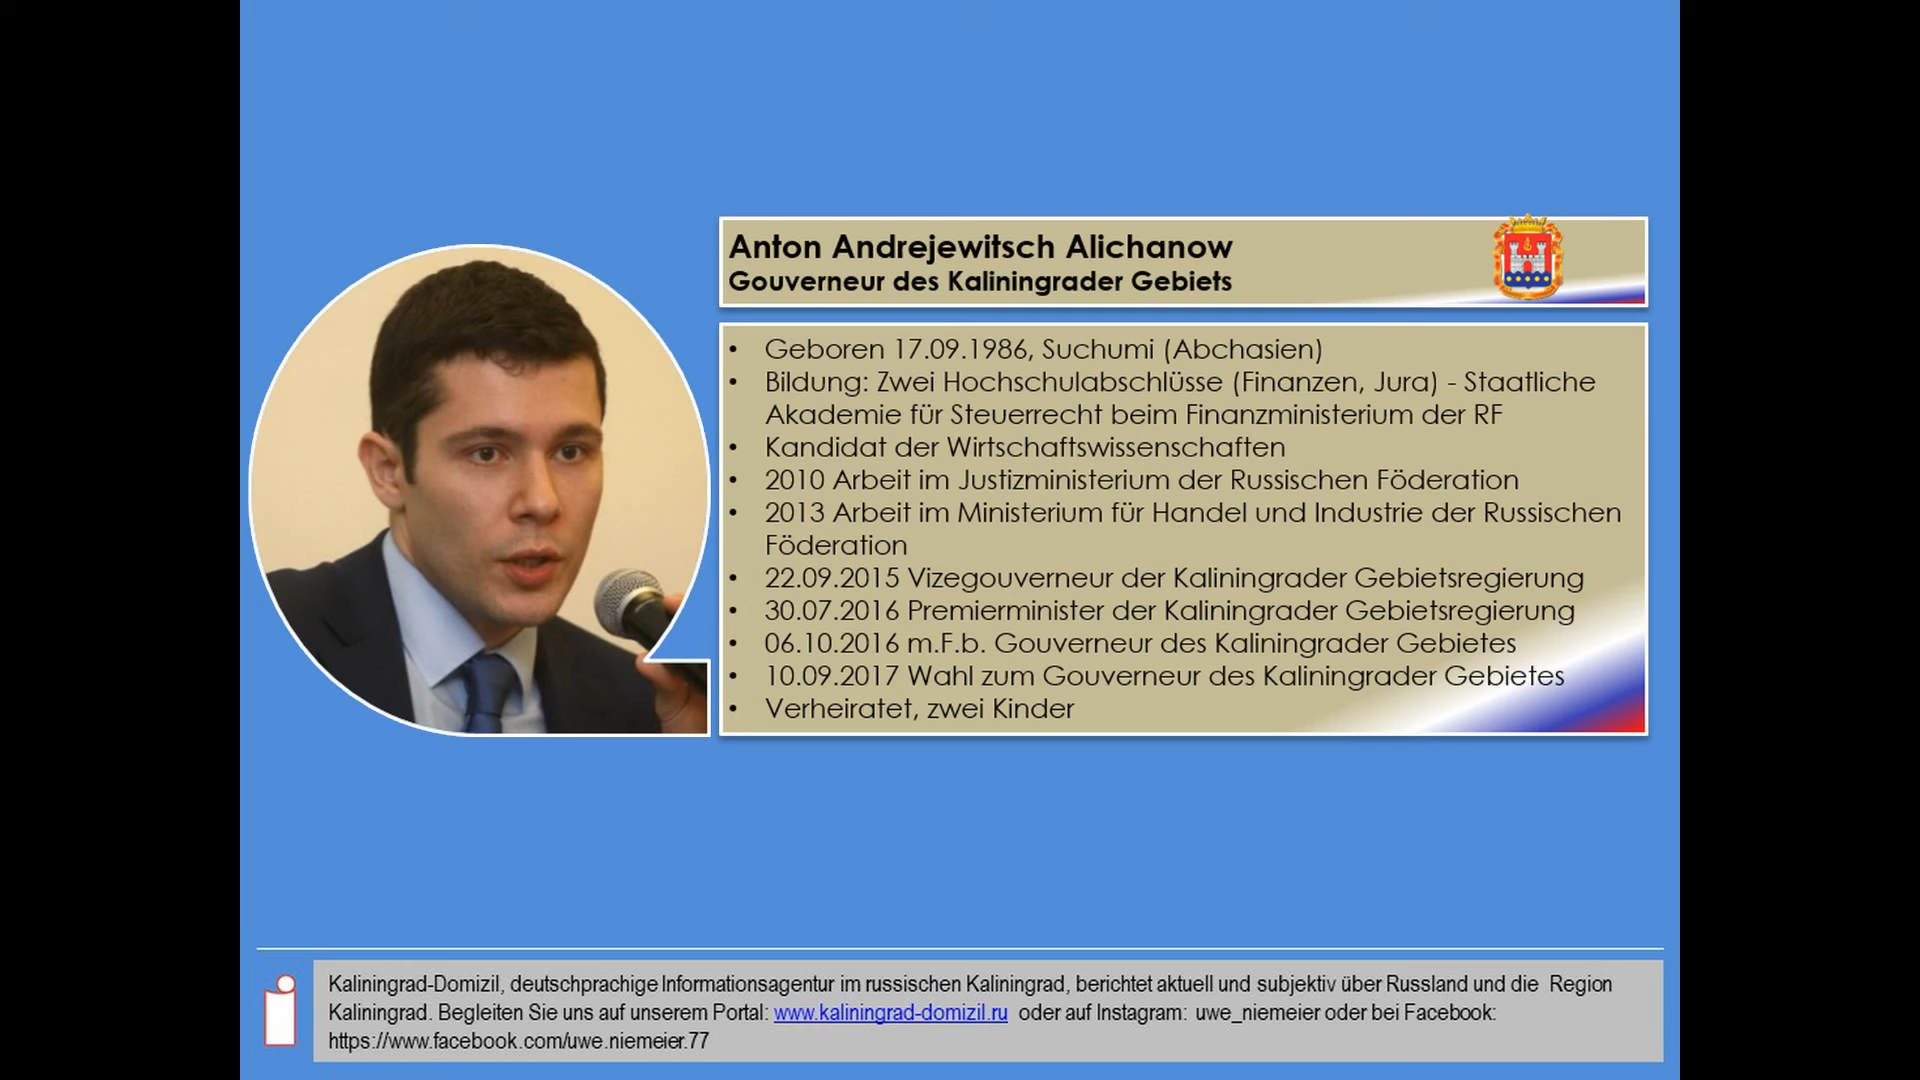 Anton Andrejewitsch Alichanow
Gouverneur des Kaliningrader Gebiets
• Geboren 17.09.1986, Suchumi (Abchasien)
• Bildung: Zwei Hochschulabschlüsse (Finanzen, Jura) - Staatliche
Akademie für Steuerrecht beim Finanzministerium der RF
• Kandidat der Wirtschaftswissenschaften
• 2010 Arbeit im Justizministerium der Russischen Föderation
• 2013 Arbeit im Ministerium für Handel und Industrie der Russischen
Föderation
• 22.09.2015 Vizegouverneur der Kaliningrader Gebietsregierung
• 30.07.2016 Premierminister der Kaliningrader Gebietsregierung
• 06.10.2016 m.F.b. Gouverneur des Kaliningrader Gebietes
• 10.09.2017 Wahl zum Gouverneur des Kaliningrader Gebietes
• Verheiratet, zwei Kinder
Kaliningrad-Domizil, deutschprachige Informationsagentur im russischen Kaliningrad, berichtet aktuell und subjektiv über Russland und die Region
Kaliningrad. Begleiten Sie uns auf unserem Portal: www.kaliningrad-domizil.ru oder auf Instagram: uwe_niemeier oder bei Facebook:
https://www.facebook.com/uwe.niemeier.77